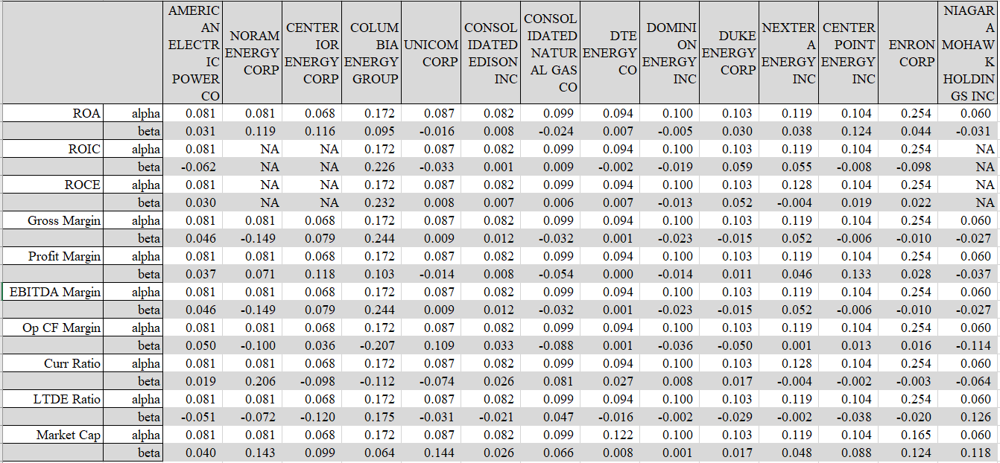 AMERIC
AN
ELECTR
IC
POWER
CO
NORAM
ENERGY
CORP
CENTER
IOR
ENERGY
CORP
COLUM
BIA
ENERGY
GROUP
UNICOM
CORP
CONSOL
IDATED
EDISON
INC
CONSOL
IDATED
NATUR
AL GAS
CO
DTE
ENERGY
CO
DOMINI
ON
ENERGY
INC
DUKE
ENERGY
CORP
NEXTER
A
ENERGY
INC
CENTER
POINT
ENERGY
INC
ENRON
CORP
NIAGAR
A
MOHAW
K
HOLDIN
GS INC
ROA alpha 0.081 0.081 0.068 0.172 0.087 0.082 0.099 0.094 0.100 0.103 0.119 0.104 0.254 0.060
beta 0.031 0.119 0.116 0.095 -0.016 0.008 -0.024 0.007 -0.005 0.030 0.038 0.124 0.044 -0.031
ROIC alpha 0.081 NA NA 0.172 0.087 0.082 0.099 0.094 0.100 0.103 0.119 0.104 0.254 NA
beta -0.062 NA NA 0.226 -0.033 0.001 0.009 -0.002 -0.019 0.059 0.055 -0.008 -0.098 NA
ROCE alpha 0.081 NA NA 0.172 0.087 0.082 0.099 0.094 0.100 0.103 0.128 0.104 0.254 NA
beta 0.030 NA NA 0.232 0.008 0.007 0.006 0.007 -0.013 0.052 -0.004 0.019 0.022 NA
Gross Margin alpha 0.081 0.081 0.068 0.172 0.087 0.082 0.099 0.094 0.100 0.103 0.119 0.104 0.254 0.060
beta 0.046 -0.149 0.079 0.244 0.009 0.012 -0.032 0.001 -0.023 -0.015 0.052 -0.006 -0.010 -0.027
Profit Margin alpha 0.081 0.081 0.068 0.172 0.087 0.082 0.099 0.094 0.100 0.103 0.119 0.104 0.254 0.060
beta 0.037 0.071 0.118 0.103 -0.014 0.008 -0.054 0.000 -0.014 0.011 0.046 0.133 0.028 -0.037
EBITDA Margin alpha 0.081 0.081 0.068 0.172 0.087 0.082 0.099 0.094 0.100 0.103 0.119 0.104 0.254 0.060
beta 0.046 -0.149 0.079 0.244 0.009 0.012 -0.032 0.001 -0.023 -0.015 0.052 -0.006 -0.010 -0.027
Op CF Margin alpha 0.081 0.081 0.068 0.172 0.087 0.082 0.099 0.094 0.100 0.103 0.119 0.104 0.254 0.060
beta 0.050 -0.100 0.036 -0.207 0.109 0.033 -0.088 0.001 -0.036 -0.050 0.001 0.013 0.016 -0.114
Curr Ratio alpha 0.081 0.081 0.068 0.172 0.087 0.082 0.099 0.094 0.100 0.103 0.128 0.104 0.254 0.060
beta 0.019 0.206 -0.098 -0.112 -0.074 0.026 0.081 0.027 0.008 0.017 -0.004 -0.002 -0.003 -0.064
LTDE Ratio alpha 0.081 0.081 0.068 0.172 0.087 0.082 0.099 0.094 0.100 0.103 0.119 0.104 0.254 0.060
beta -0.051 -0.072 -0.120 0.175 -0.031 -0.021 0.047 -0.016 -0.002 -0.029 -0.002 -0.038 -0.020 0.126
Market Cap alpha 0.081 0.081 0.068 0.172 0.087 0.082 0.099 0.122 0.100 0.103 0.119 0.104 0.165 0.060
beta 0.040 0.143 0.099 0.064 0.144 0.026 0.066 0.008 0.001 0.017 0.048 0.088 0.124 0.118